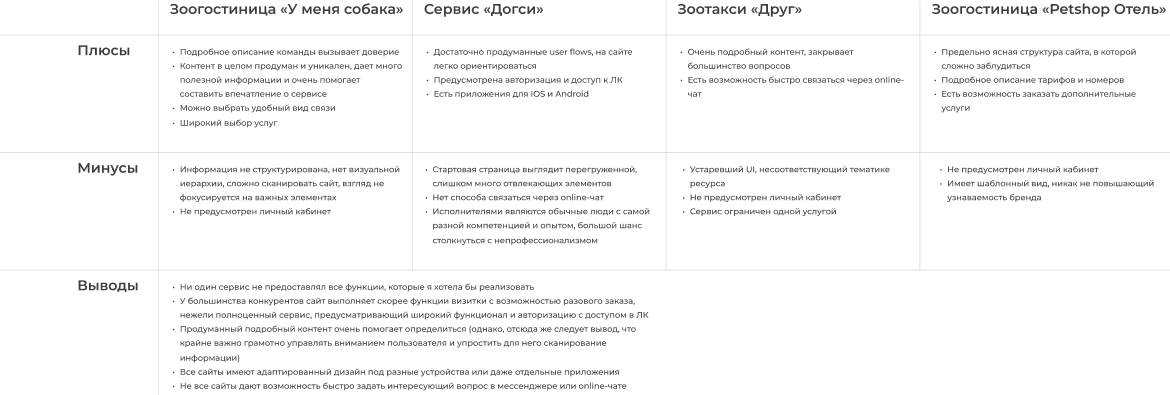 Зоогостиница «У меня собака»
Сервис «Догси»
Зоотакси «Друг»
Зоогостиница «Petshop Отель»
Плюсы
• Подробное описание команды вызывает доверие
• Контент в целом продуман и уникален, дает много
полезной информации и очень помогает
составить впечатление о сервисе
• Можно выбрать удобный вид связи
• Широкий выбор услуг
• Достаточно продуманные user flows, на сайте
легко ориентироваться
• Предусмотрена авторизация и доступ к ЛК
• Есть приложения для IOS и Android
• Очень подробный контент, закрывает
большинство вопросов
• Есть возможность быстро связаться через online-
чат
• Предельно ясная структура сайта, в которой
сложно заблудиться
• Подробное описание тарифов и номеров
• Есть возможность заказать дополнительные
услуги
Минусы
• Информация не структурирована, нет визуальной
иерархии, сложно сканировать сайт, взгляд не
фокусируется на важных элементах
• Не предусмотрен личный кабинет
• Стартовая страница выглядит перегруженной,
слишком много отвлекающих элементов
• Нет способа связаться через online-чат
• Исполнителями являются обычные люди с самой
разной компетенцией и опытом, большой шанс
столкнуться с непрофессионализмом
• Устаревший UI, несоответствующий тематике
ресурса
• Не предусмотрен личный кабинет
• Сервис ограничен одной услугой
• Не предусмотрен личный кабинет
• Имеет шаблонный вид, никак не повышающий
узнаваемость бренда
Выводы
• Ни один сервис не предоставлял все функции, которые я хотела бы реализовать
• У большинства конкурентов сайт выполняет скорее функции визитки с возможностью разового заказа,
нежели полноценный сервис, предусматривающий широкий функционал и авторизацию с доступом в ЛК
• Продуманный подробный контент очень помогает определиться (однако, отсюда же следует вывод, что
крайне важно грамотно управлять вниманием пользователя и упростить для него сканирование
информации)
• Все сайты имеют адаптированный дизайн под разные устройства или даже отдельные приложения
• Не все сайты дают возможность быстро задать интересующий вопрос в мессенджере или online-чате